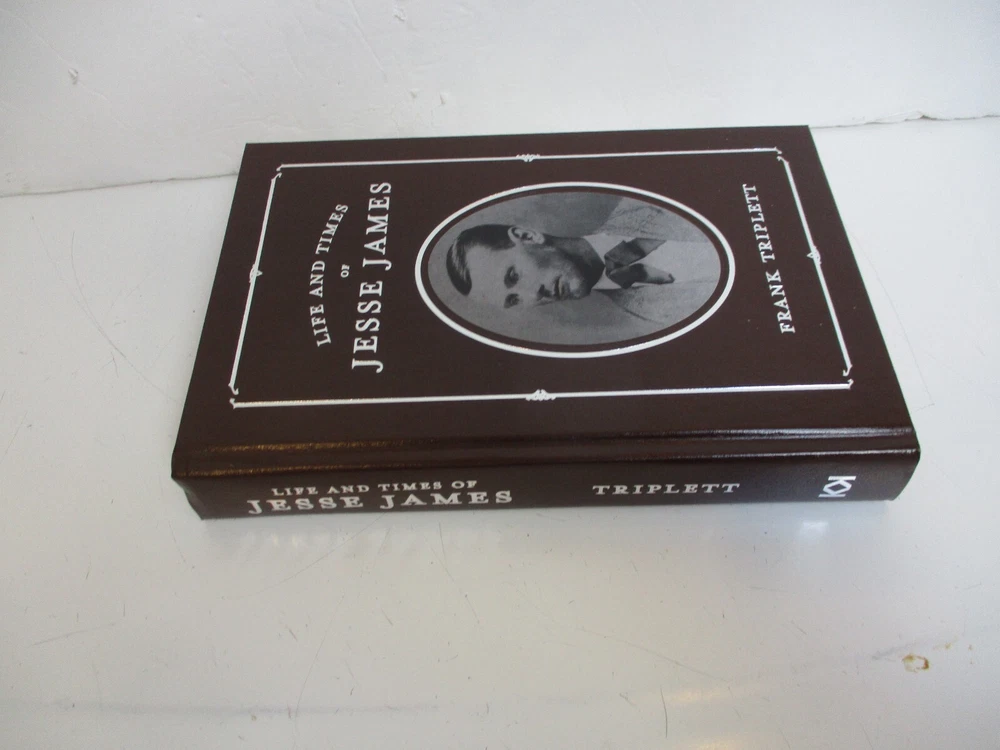 LIFE AND TIMES
OF
JESSE JAMES
FRANK TRIPLETT
LIFE AND TIMES OF
JESSE JAMES
TRIPLETT